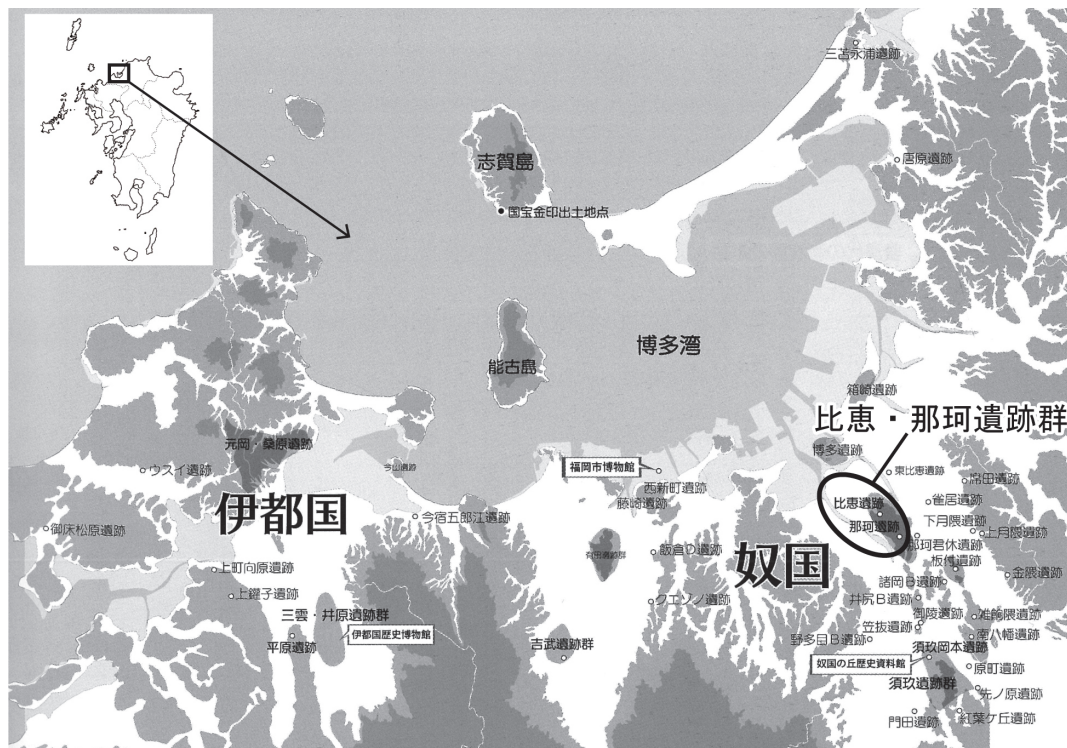 三苫永浦遺跡
唐原遺跡
志賀島
国宝金印出土地点
能古島
博多湾
箱崎遺跡
比恵・那珂遺跡群
博多遺跡
東比恵遺跡
元岡・桑原遺跡
今山遺跡
ウスイ遺跡
福岡市博物館
西新町遺跡
藤崎遺跡
比恵遺跡
那珂遺跡
席田遺跡
雀居遺跡
下月隈遺跡
上月隈遺跡
伊都国
御床松原遺跡
今宿五郎江遺跡
有田遺跡群
飯倉D遺跡
奴国
那珂君休遺跡
板付遺跡
金隈遺跡
上町向原遺跡
上鑵子遺跡
諸岡B遺跡
井尻B遺跡
クエゾノ遺跡
三雲・井原遺跡群
伊都国歴史博物館
平原遺跡
吉武遺跡群
御陵遺跡
雑餉隈遺跡
笠抜遺跡
野多目B遺跡
南八幡遺跡
須玖岡本遺跡
奴国の丘歴史資料館
原町遺跡
須玖遺跡群
先ノ原遺跡
門田遺跡
紅葉ケ丘遺跡